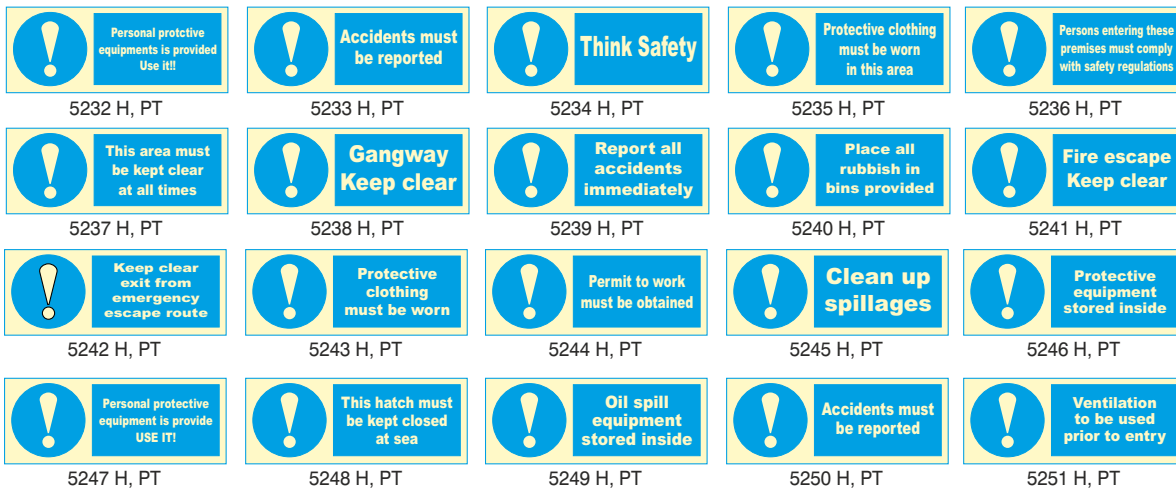 Personal protctive
equipments is provided
Use it!!
5232 H, PT
Accidents must
be reported
5233 H, PT
Think Safety
5234 H, PT
Protective clothing
must be worn
in this area
5235 H, PT
Persons entering these
premises must comply
with safety regulations
5236 H, PT
This area must
be kept clear
at all times
5237 H, PT
Gangway
Keep clear
5238 H, PT
Report all
accidents
immediately
5239 H, PT
Place all
rubbish in
bins provided
5240 H, PT
Fire escape
Keep clear
5241 H, PT
Keep clear
exit from
emergency
escape route
5242 H, PT
Protective
clothing
must be worn
5243 H, PT
Permit to work
must be obtained
5244 H, PT
Clean up
spillages
5245 H, PT
Protective
equipment
stored inside
5246 H, PT
Personal protective
equipment is provide
USE IT!
5247 H, PT
This hatch must
be kept closed
at sea
5248 H, PT
Oil spill
equipment
stored inside
5249 H, PT
Accidents must
be reported
5250 H, PT
Ventilation
to be used
prior to entry
5251 H, PT